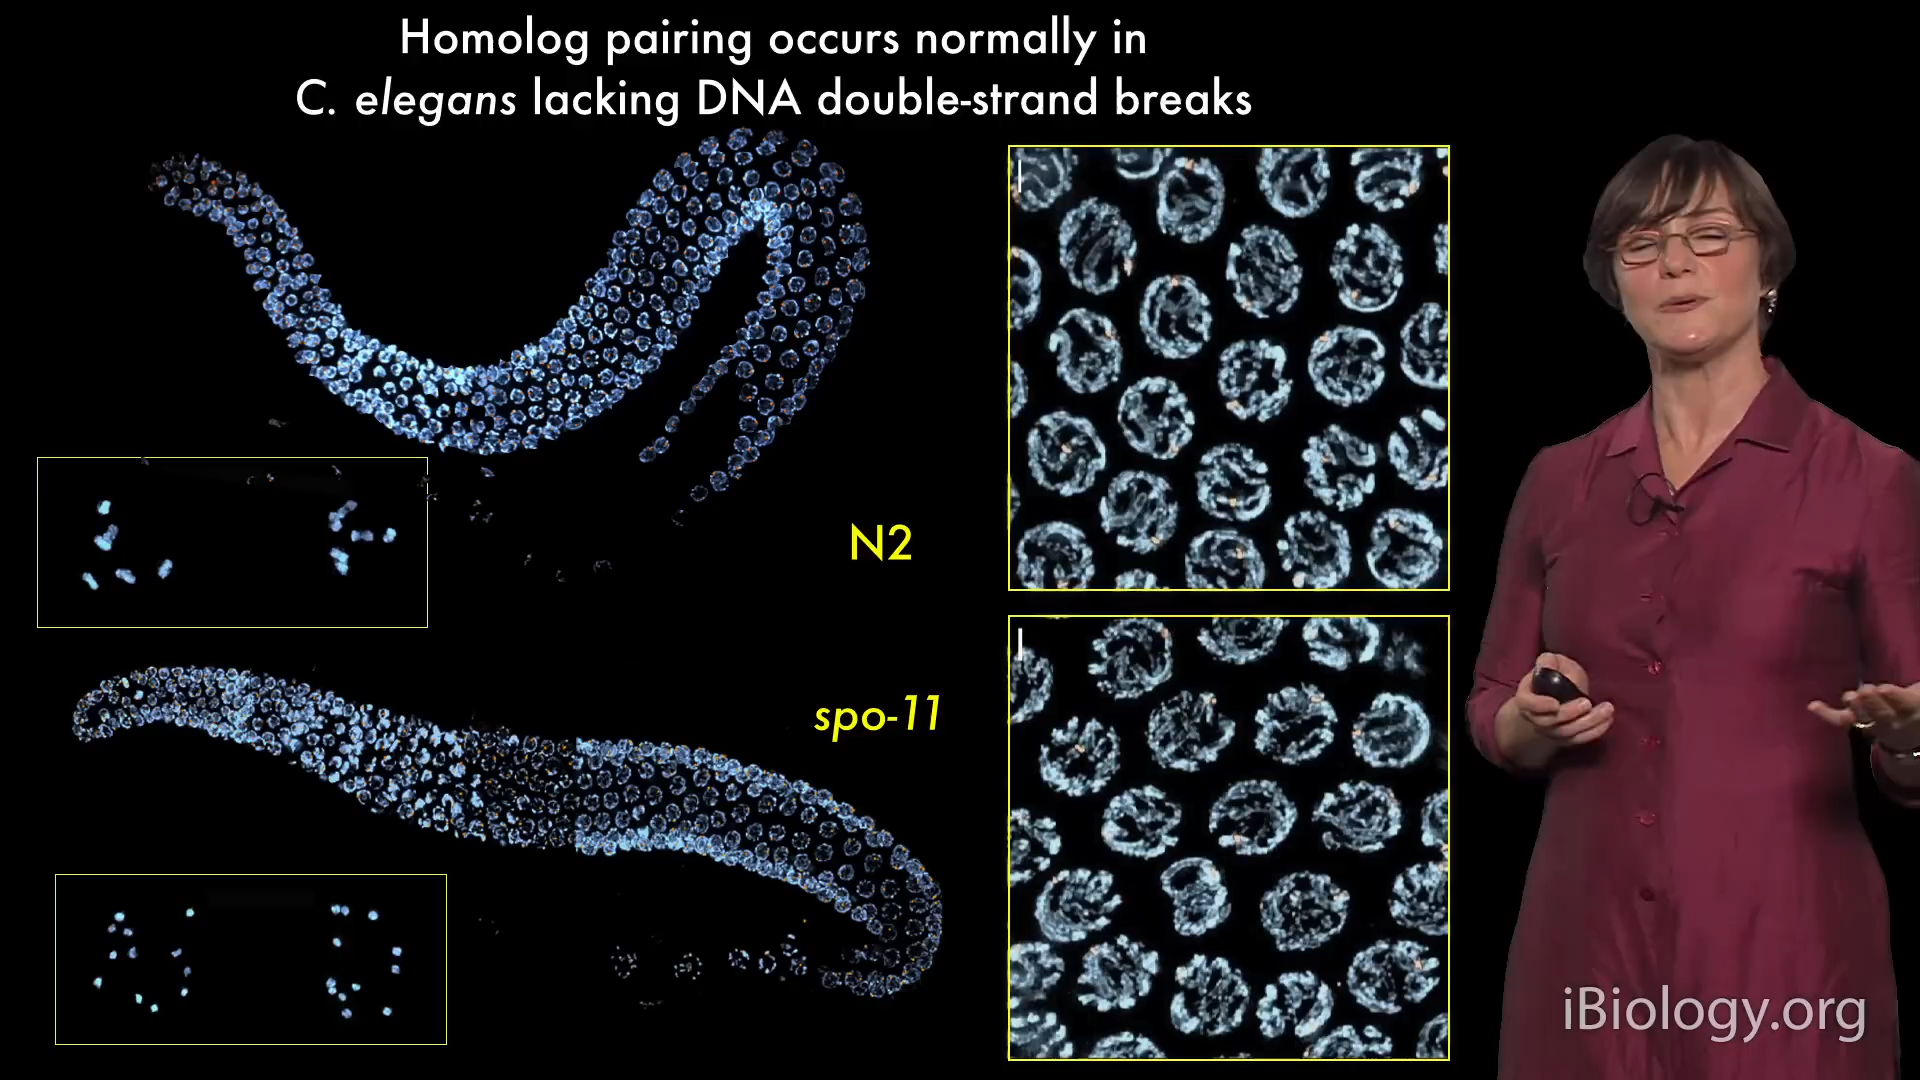 Homolog pairing occurs normally in
C. elegans lacking DNA double-strand breaks
N2
spo-11
iBiology.org